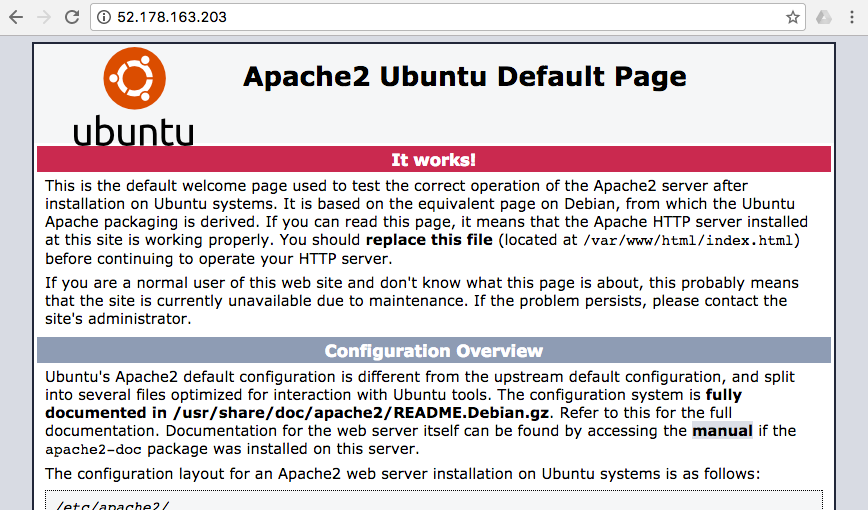 52.178.163.203
ubuntu
Apache2 Ubuntu Default Page
It works!
This is the default welcome page used to test the correct operation of the Apache2 server after
installation on Ubuntu systems. It is based on the equivalent page on Debian, from which the Ubuntu
Apache packaging is derived. If you can read this page, it means that the Apache HTTP server installed
at this site is working properly. You should replace this file (located at /var/www/html/index.html)
before continuing to operate your HTTP server.
If you are a normal user of this web site and don't know what this page is about, this probably means
that the site is currently unavailable due to maintenance. If the problem persists, please contact the
site's administrator.
Configuration Overview
Ubuntu's Apache2 default configuration is different from the upstream default configuration, and split
into several files optimized for interaction with Ubuntu tools. The configuration system is fully
documented in /usr/share/doc/apache2/README.Debian.gz. Refer to this for the full
documentation. Documentation for the web server itself can be found by accessing the manual if the
apache2-doc package was installed on this server.
The configuration layout for an Apache2 web server installation on Ubuntu systems is as follows:
/etc/apache2/